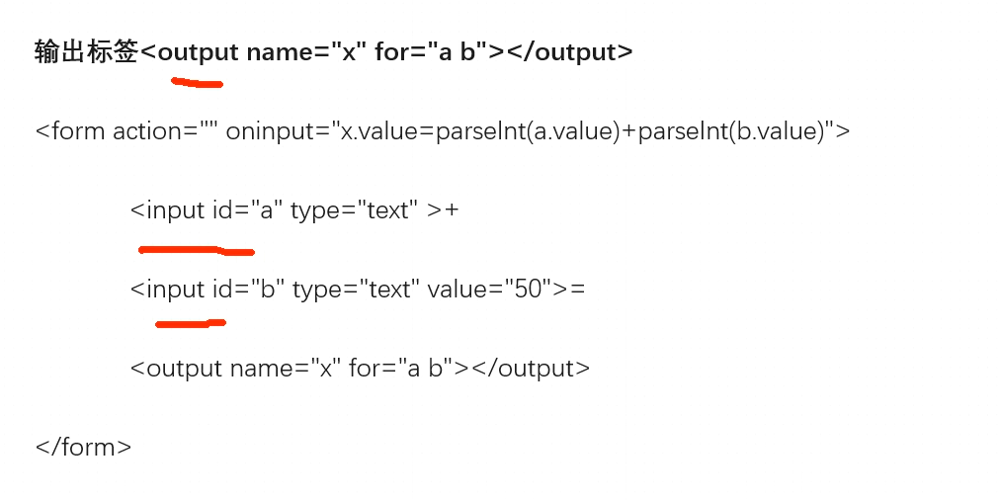 输出标签<output name="x" for="a b"></output>
<form action="" oninput="x.value=parseInt(a.value)+parseInt(b.value)">
<input id="a" type="text" >+
<input id="b" type="text" value="50">=
<output name="x" for="a b"></output>
</form>